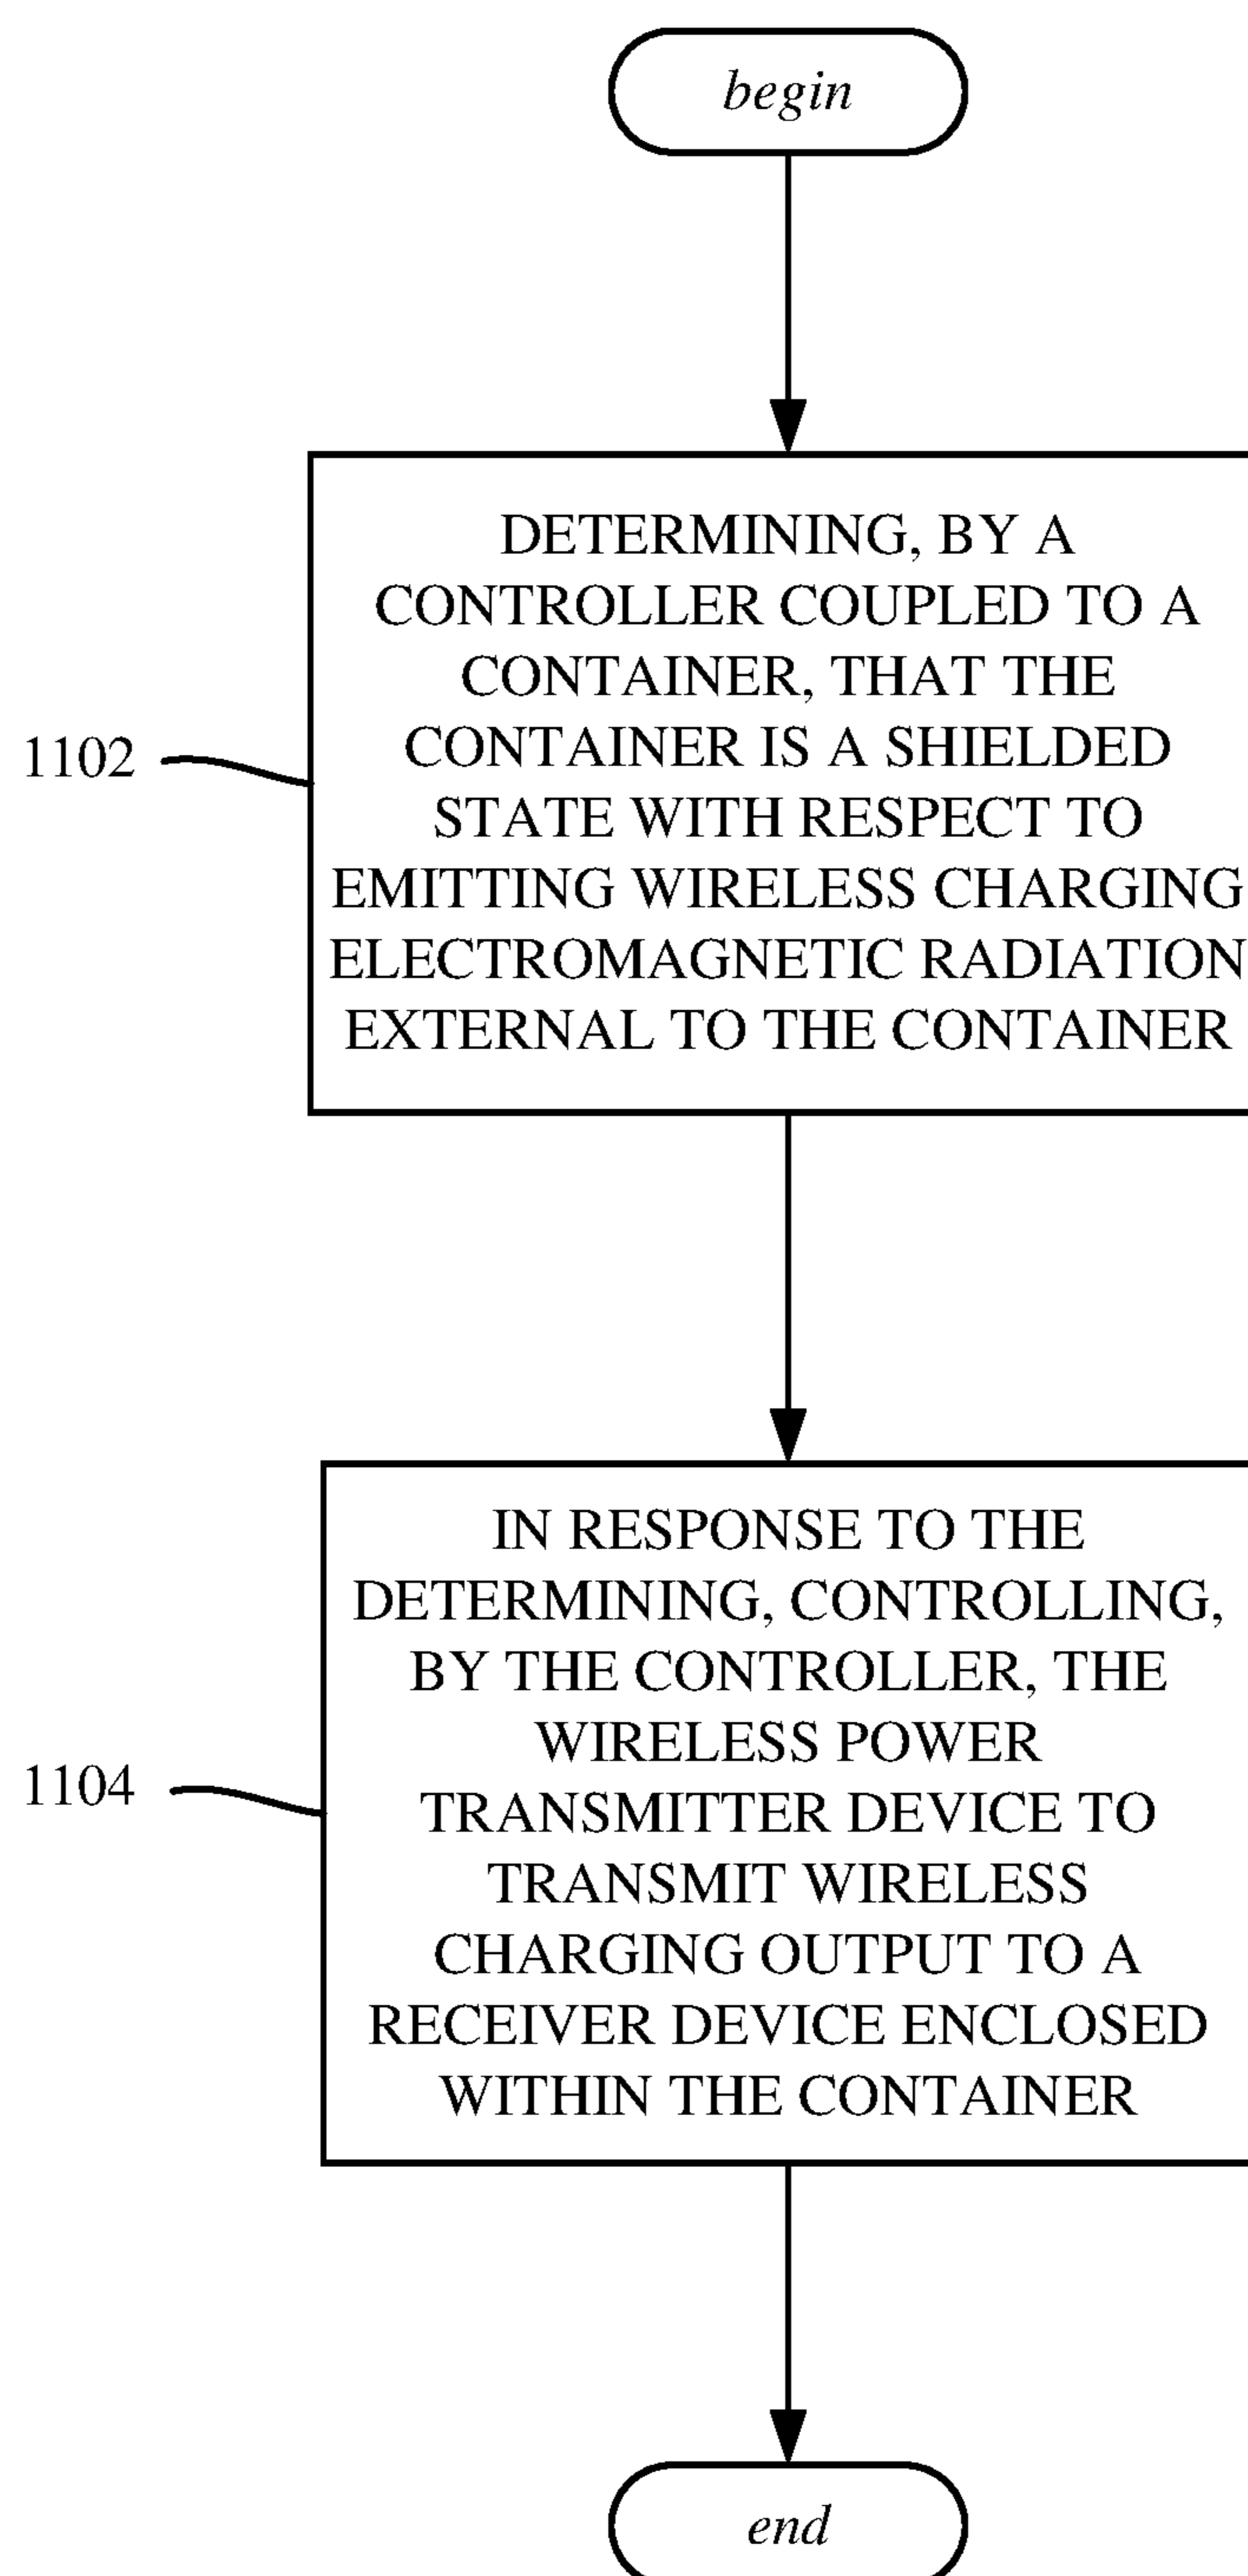 begin
DETERMINING, BY A
CONTROLLER COUPLED TO A
CONTAINER, THAT THE
CONTAINER IS A SHIELDED
1102
STATE WITH RESPECT TO
EMITTING WIRELESS CHARGING
ELECTROMAGNETIC RADIATION
EXTERNAL TO THE CONTAINER
IN RESPONSE TO THE
DETERMINING, CONTROLLING,
BY THE CONTROLLER, THE
WIRELESS POWER
1104
TRANSMITTER DEVICE TO
TRANSMIT WIRELESS
CHARGING OUTPUT TO A
RECEIVER DEVICE ENCLOSED
WITHIN THE CONTAINER
end